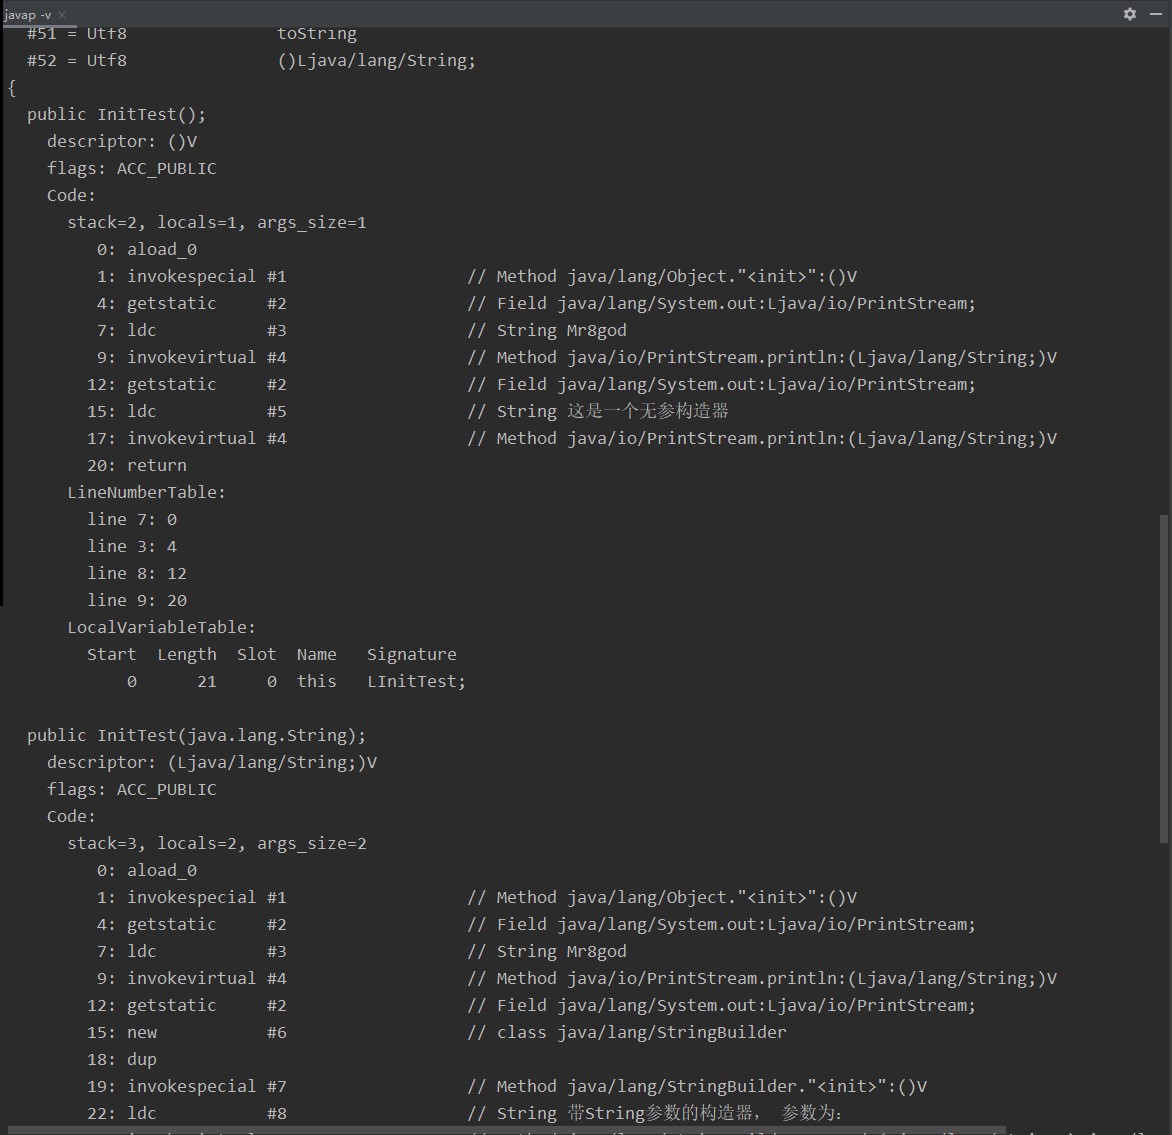 javap -v
#51 = Utf8 toString
#52 = Utf8 ()Ljava/lang/String;
{
public InitTest();
descriptor: ()V
flags: ACC_PUBLIC
Code:
stack=2, locals=1, args_size=1
0: aload_0
1: invokespecial #1 // Method java/lang/Object."<init>":()V
4: getstatic #2 // Field java/lang/System.out:Ljava/io/PrintStream;
7: ldc #3 // String Mr8god
9: invokevirtual #4 // Method java/io/PrintStream.println:(Ljava/lang/String;)V
12: getstatic #2 // Field java/lang/System.out:Ljava/io/PrintStream;
15: ldc #5 // String 这是一个无参构造器
17: invokevirtual #4 // Method java/io/PrintStream.println:(Ljava/lang/String;)V
20: return
LineNumberTable:
line 7: 0
line 3: 4
line 8: 12
line 9: 20
LocalVariableTable:
Start Length Slot Name Signature
0 21 0 this LInitTest;
public InitTest(java.lang.String);
descriptor: (Ljava/lang/String;)V
flags: ACC_PUBLIC
Code:
stack=3, locals=2, args_size=2
0: aload_0
1: invokespecial #1 // Method java/lang/Object."<init>":()V
4: getstatic #2 // Field java/lang/System.out:Ljava/io/PrintStream;
7: ldc #3 // String Mr8god
9: invokevirtual #4 // Method java/io/PrintStream.println:(Ljava/lang/String;)V
12: getstatic #2 // Field java/lang/System.out:Ljava/io/PrintStream;
15: new #6 // class java/lang/StringBuilder
18: dup
19: invokespecial #7 // Method java/lang/StringBuilder."<init>":()V
22: ldc #8 // String 带String参数的构造器， 参数为：